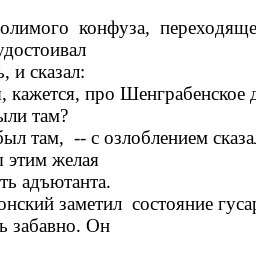 олимого конфуза, переходяще
удостоивал
, и сказал:
, кажется, про Шенграбенское д
ыли там?
был там, -- с озлоблением сказа
этим желая
ть адъютанта.
онский заметил состояние гусар
ь забавно. Он